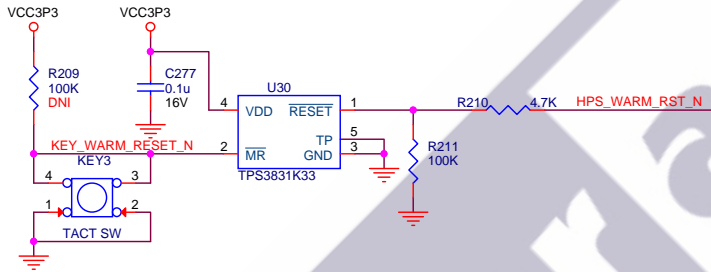 VCC3P3
VCC3P3
R209
100K
DNI
C277
0.1u
16V
U30
4
VDD
RESET
1
R210
4.7K
HPS_WARM_RST_N
KEY_WARM_RESET_N
2
MR
TP
5
GND
3
R211
100K
TPS3831K33
KEY3
4
3
1
2
TACT SW